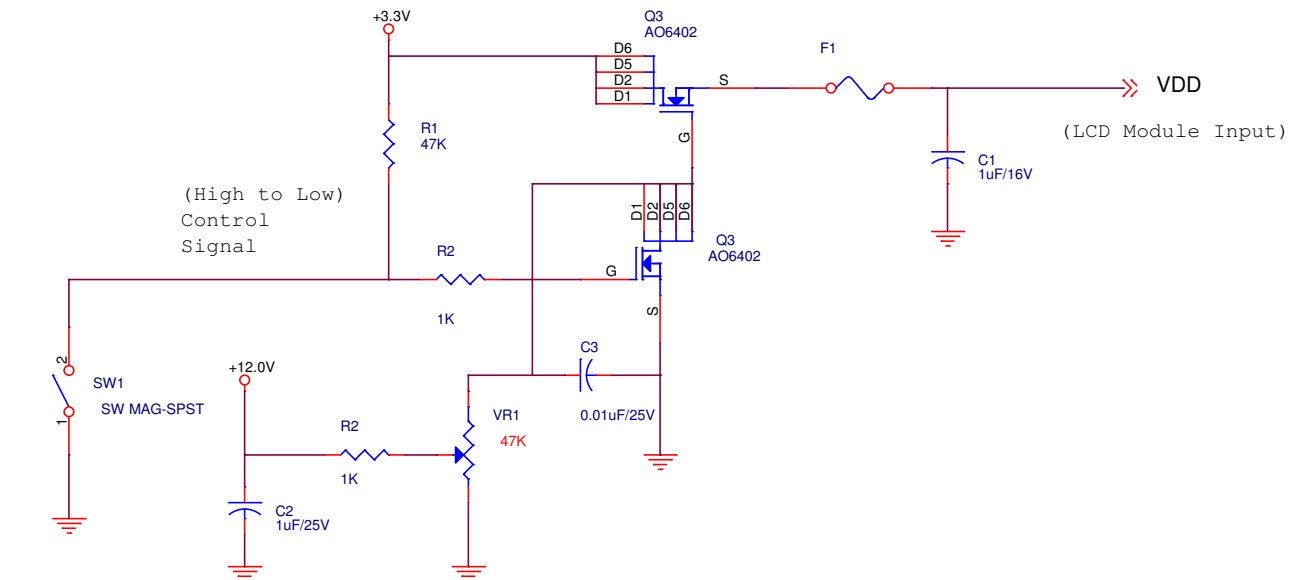 +3.3V
Q3
AO6402
D6
D5
D2
D1
S
G
F1
VDD
(LCD Module Input)
R1
47K
C1
1uF/16V
(High to Low)
Control
Signal
D1
D2
D5
D6
Q3
AO6402
R2
1K
G
S
2
1
SW1
SW MAG-SPST
+12.0V
C3
0.01uF/25V
R2
1K
VR1
47K
C2
1uF/25V